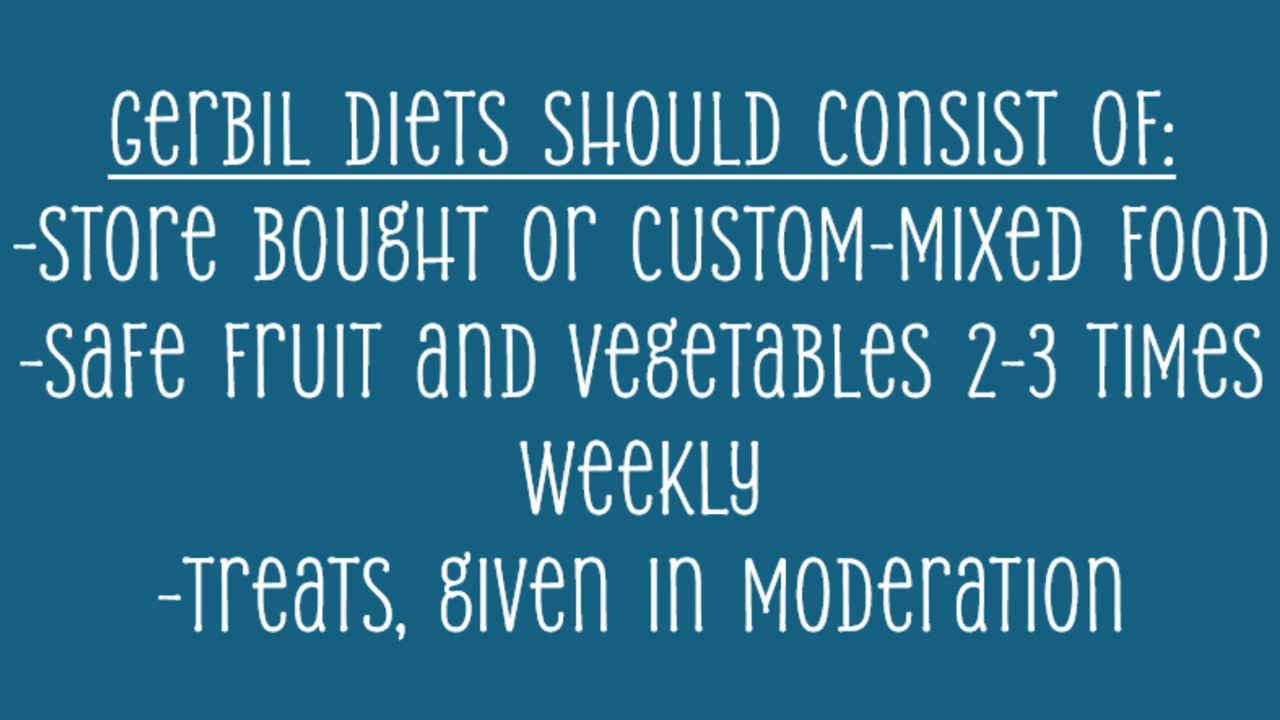 Gerbil diets should consist of:
-Store bought or custom-mixed food
-Safe fruit and vegetables 2-3 times
weekly
-Treats, given in moderation